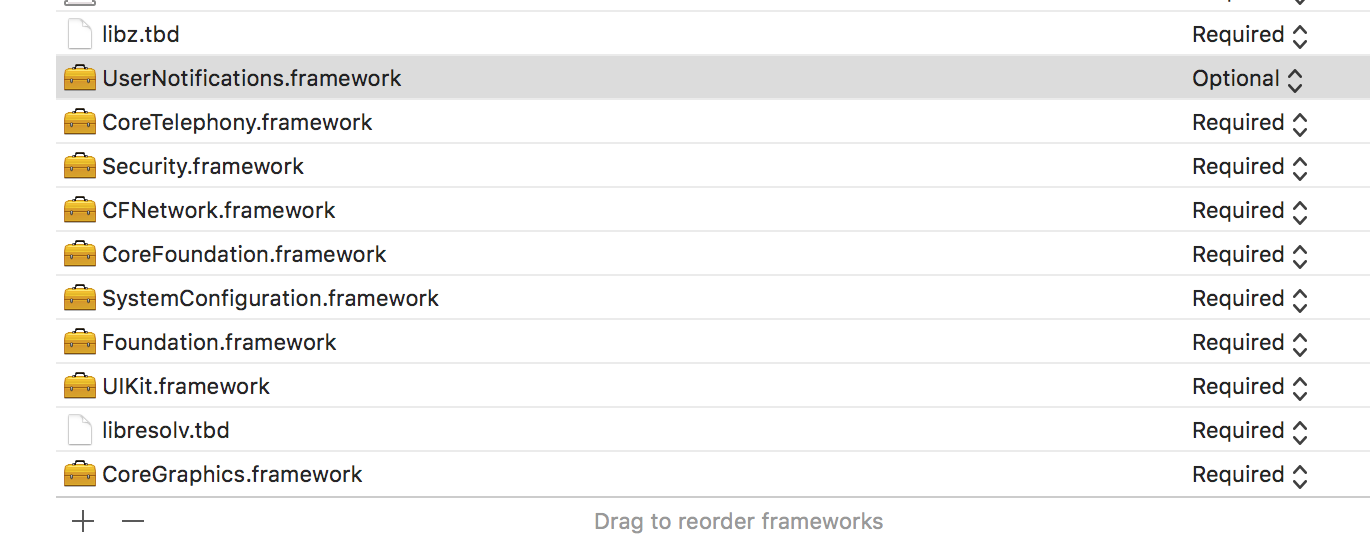 libz.tbd Required
UserNotifications.framework Optional
CoreTelephony.framework Required
Security.framework Required
CFNetwork.framework Required
CoreFoundation.framework Required
SystemConfiguration.framework Required
Foundation.framework Required
UIKit.framework Required
libresolv.tbd Required
CoreGraphics.framework Required
Drag to reorder frameworks